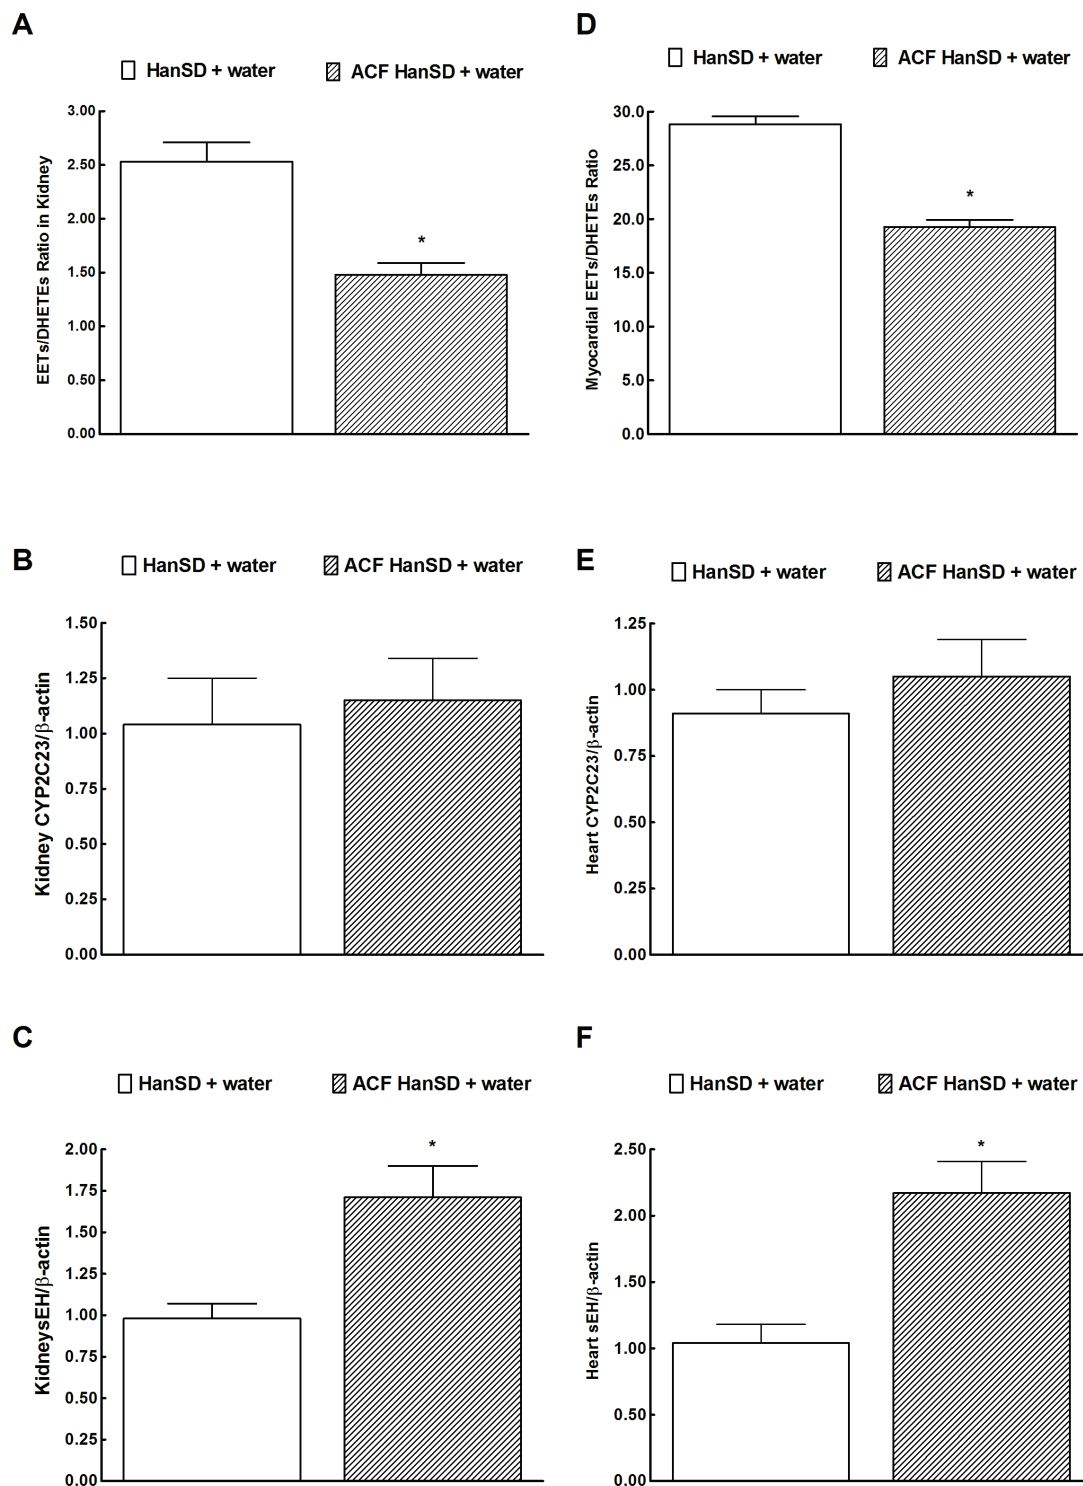 A
HanSD + water
ACF HanSD + water
EETs/DHETEs Ratio in Kidney
3.00
2.50
2.00
1.50
1.00
0.50
0.00
*
D
HanSD + water
ACF HanSD + water
Myocardial EETs/DHETEs Ratio
30.0
25.0
20.0
15.0
10.0
5.0
0.0
*
B
HanSD + water
ACF HanSD + water
Kidney CYP2C23/β-actin
1.50
1.25
1.00
0.75
0.50
0.25
0.00
E
HanSD + water
ACF HanSD + water
Heart CYP2C23/β-actin
1.25
1.00
0.75
0.50
0.25
0.00
C
HanSD + water
ACF HanSD + water
KidneysEH/β-actin
2.00
1.75
1.50
1.25
1.00
0.75
0.50
0.25
0.00
*
F
HanSD + water
ACF HanSD + water
Heart sEH/β-actin
2.50
2.00
1.50
1.00
0.50
0.00
*